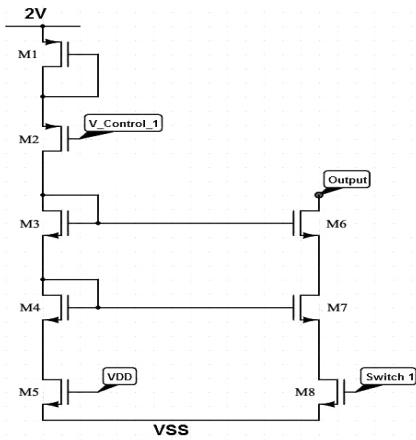 2V
M1
V_Control_1
M2
Output
M3
M6
M4
M7
VDD
Switch 1
M5
M8
VSS